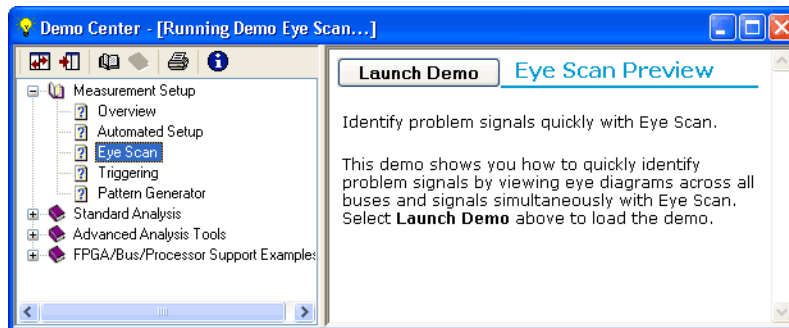 Demo Center - [Running Demo Eye Scan...]
Measurement Setup
Overview
Automated Setup
Eye Scan
Triggering
Pattern Generator
Standard Analysis
Advanced Analysis Tools
FPGA/Bus/Processor Support Examples
Launch Demo
Eye Scan Preview
Identify problem signals quickly with Eye Scan.
This demo shows you how to quickly identify
problem signals by viewing eye diagrams across all
buses and signals simultaneously with Eye Scan.
Select Launch Demo above to load the demo.